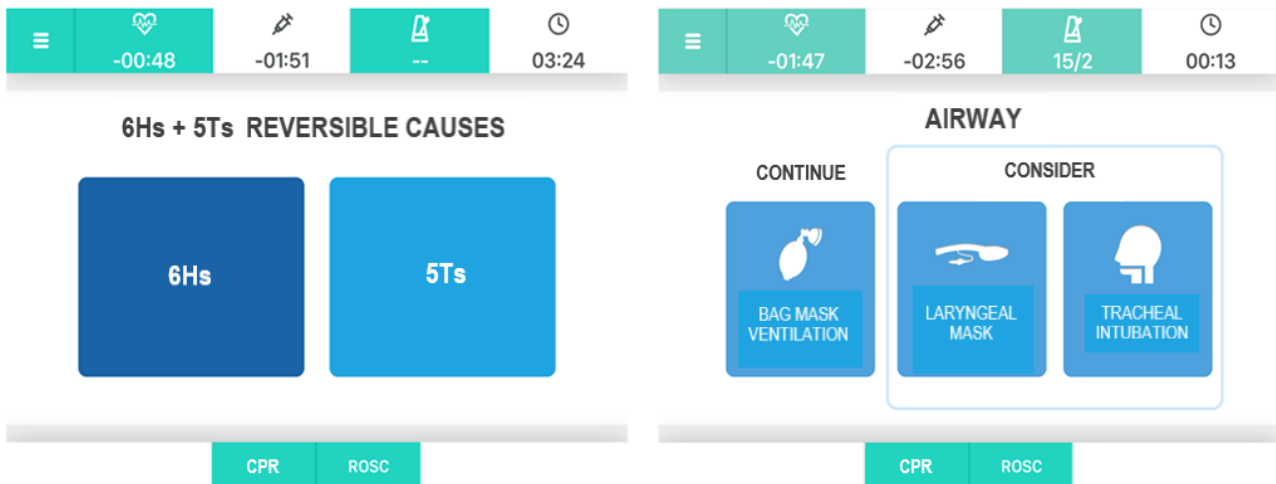 -00:48 -01:51 -- 03:24
6Hs + 5Ts REVERSIBLE CAUSES
6Hs
5Ts
CPR ROSC
-01:47 -02:56 15/2 00:13
AIRWAY
CONTINUE
CONSIDER
BAG MASK
VENTILATION
LARYNGEAL
MASK
TRACHEAL
INTUBATION
CPR ROSC